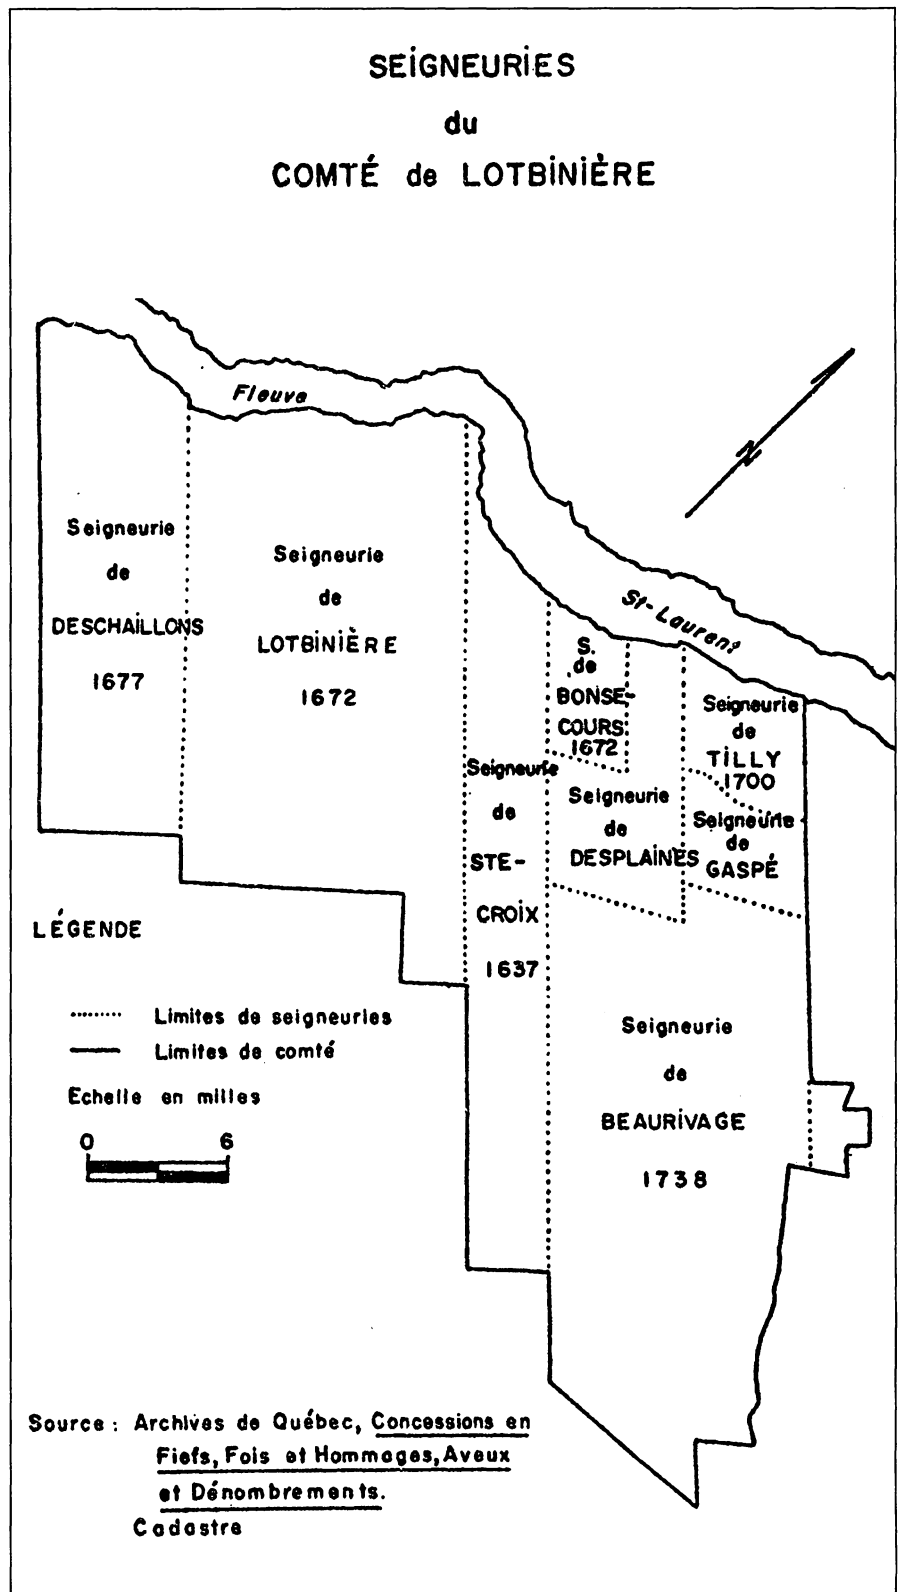 SEIGNEURIES
du
COMTÉ de LOTBINIÈRE
Fleuve
St-Laurent
N
Seigneurie
de
DESCHAILLONS
1677
Seigneurie
de
LOTBINIÈRE
1672
S.
de
BONSE-
COURS
1672
Seigneurie
de
TILLY
1700
Seigneurie
de
STE-
CROIX
1637
Seigneurie
de
DESPLAINES
Seigneurie
de
GASPÉ
Seigneurie
de
BEAURIVAGE
1738
LÉGENDE
Limites de seigneuries
Limites de comté
Echelle en milles
0 6
Source : Archives de Québec, Concessions en
Fiefs, Fois et Hommages, Aveux
et Dénombrements.
Cadastre